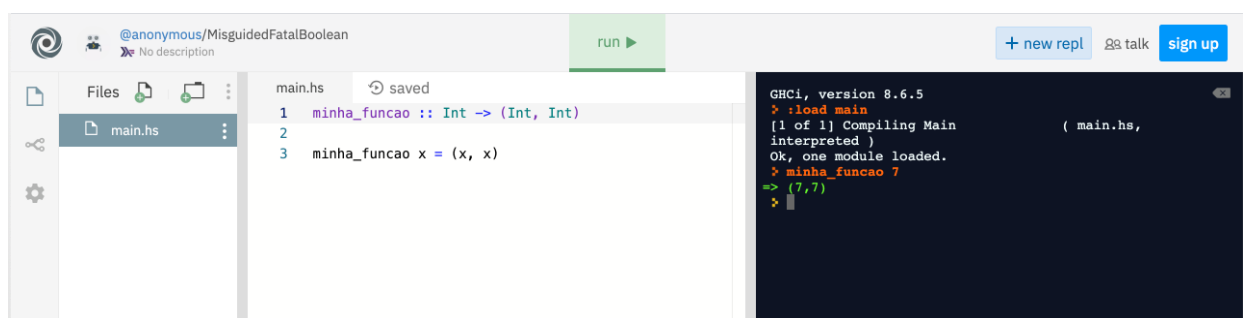 @anonymous/MisguidedFatalBoolean
No description
run
+ new repl
talk
sign up
Files
main.hs
main.hs
saved
1 minha_funcao :: Int -> (Int, Int)
2
3 minha_funcao x = (x, x)
GHCi, version 8.6.5
:load main
[1 of 1] Compiling Main ( main.hs,
interpreted )
Ok, one module loaded.
minha_funcao 7
=> (7,7)